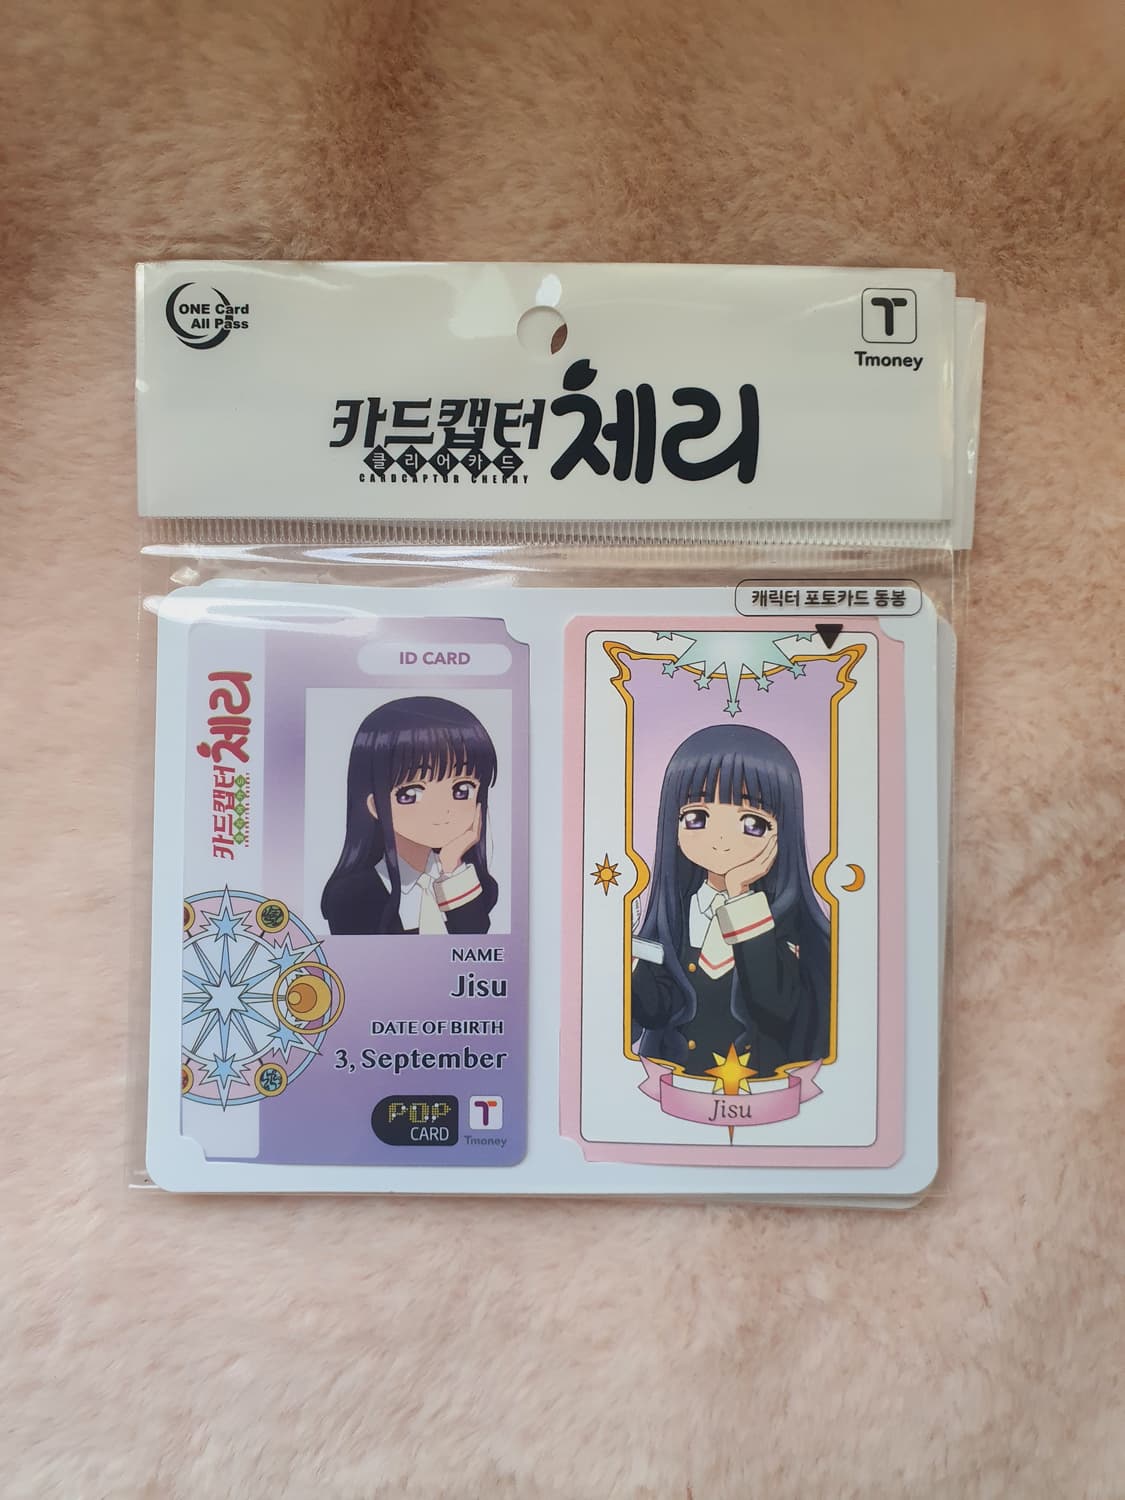 ONE Card
All Pass
Tmoney
카드캡터 체리
클리어카드
CARDCAPTOR CHERRY
캐릭터 포토카드 동봉
ID CARD
카드캡터 체리
NAME
Jisu
DATE OF BIRTH
3, September
POP
CARD
Tmoney
Jisu